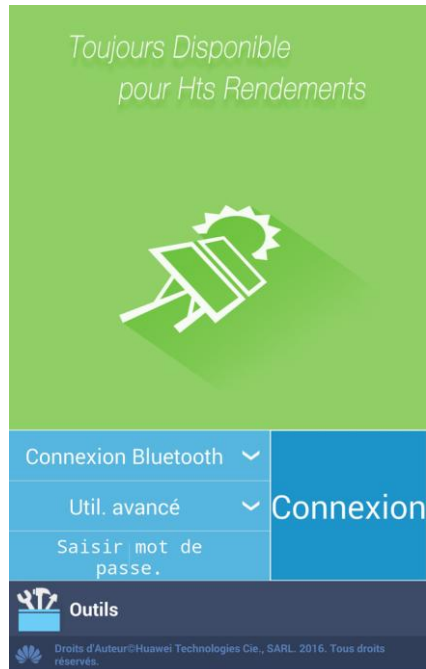 Toujours Disponible
pour Hts Rendements
Connexion Bluetooth
Util. avancé
Saisir mot de
passe.
Connexion
Outils
Droits d'Auteur©Huawei Technologies Cie., SARL. 2016. Tous droits
réservés.